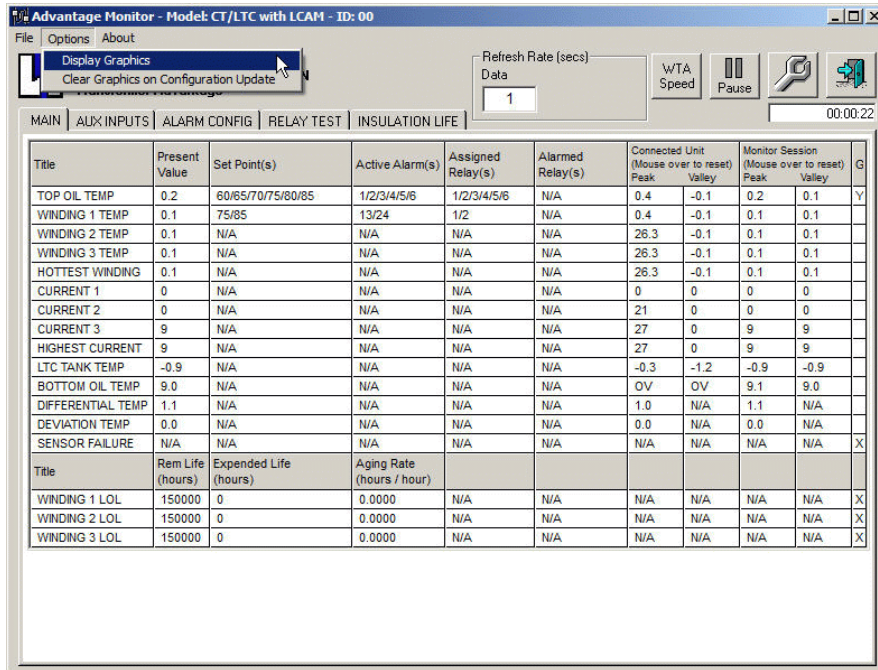 Advantage Monitor - Model: CT/LTC with LCAM - ID: 00
File Options About
Display Graphics
Clear Graphics on Configuration Update
Refresh Rate (secs)
Data
1
WTA Speed
Pause
00:00:22
MAIN AUX INPUTS ALARM CONFIG RELAY TEST INSULATION LIFE
Title Present Value Set Point(s) Active Alarm(s) Assigned Relay(s) Alarmed Relay(s) Connected Unit (Mouse over to reset) Peak Valley Monitor Session (Mouse over to reset) Peak Valley G
TOP OIL TEMP 0.2 60/65/70/75/80/85 1/2/3/4/5/6 1/2/3/4/5/6 N/A 0.4 -0.1 0.2 0.1 Y
WINDING 1 TEMP 0.1 75/85 13/24 1/2 N/A 0.4 -0.1 0.1 0.1
WINDING 2 TEMP 0.1 N/A N/A N/A N/A 26.3 -0.1 0.1 0.1
WINDING 3 TEMP 0.1 N/A N/A N/A N/A 26.3 -0.1 0.1 0.1
HOTTEST WINDING 0.1 N/A N/A N/A N/A 26.3 -0.1 0.1 0.1
CURRENT 1 0 N/A N/A N/A N/A 0 0 0 0
CURRENT 2 0 N/A N/A N/A N/A 21 0 0 0
CURRENT 3 9 N/A N/A N/A N/A 27 0 9 9
HIGHEST CURRENT 9 N/A N/A N/A N/A 27 0 9 9
LTC TANK TEMP -0.9 N/A N/A N/A N/A -0.3 -1.2 -0.9 -0.9
BOTTOM OIL TEMP 9.0 N/A N/A N/A N/A OV OV 9.1 9.0
DIFFERENTIAL TEMP 1.1 N/A N/A N/A N/A 1.0 N/A 1.1 N/A
DEVIATION TEMP 0.0 N/A N/A N/A N/A 0.0 N/A 0.0 N/A
SENSOR FAILURE N/A N/A N/A N/A N/A N/A N/A N/A N/A X
Title Rem Life (hours) Expended Life (hours) Aging Rate (hours / hour)
WINDING 1 LOL 150000 0 0.0000 N/A N/A N/A N/A N/A N/A X
WINDING 2 LOL 150000 0 0.0000 N/A N/A N/A N/A N/A N/A X
WINDING 3 LOL 150000 0 0.0000 N/A N/A N/A N/A N/A N/A X